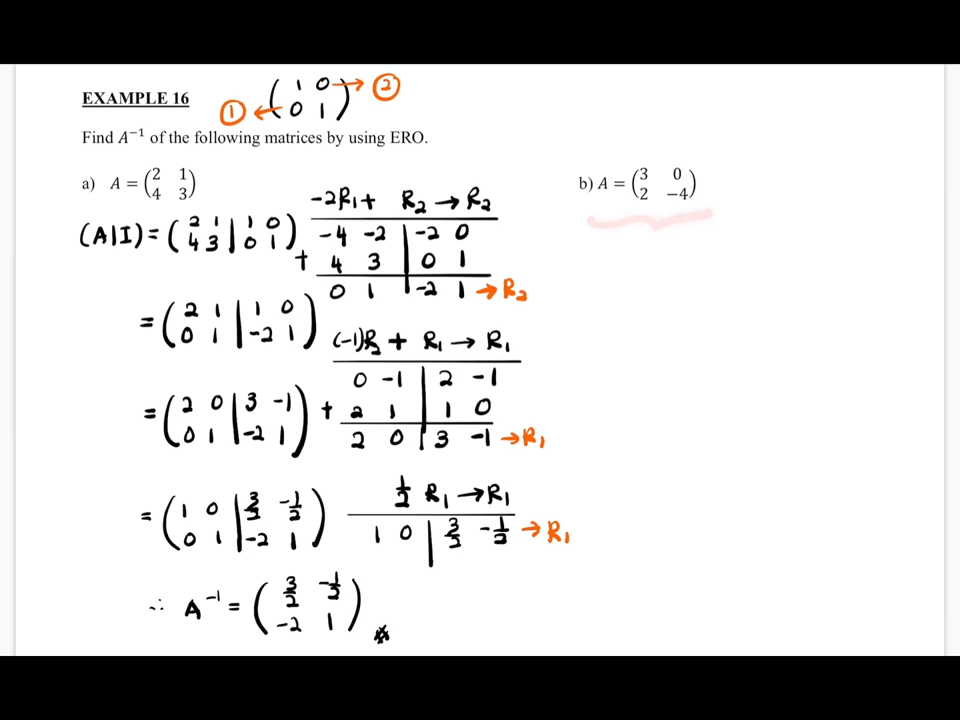 EXAMPLE 16
① ← ( 1 0 → ②
0 1 )
Find A⁻¹ of the following matrices by using ERO.
a) A = ( 2 1
4 3 )
b) A = ( 3 0
2 −4 )
(A|I) = ( 2 1 | 1 0
4 3 | 0 1 )
-2R₁ + R₂ → R₂
-4 -2 | -2 0
+ 4 3 | 0 1
0 1 | -2 1 → R₂
= ( 2 1 | 1 0
0 1 | -2 1 )
(-1)R₂ + R₁ → R₁
0 -1 | 2 -1
+ 2 1 | 1 0
2 0 | 3 -1 → R₁
= ( 2 0 | 3 -1
0 1 | -2 1 )
½ R₁ → R₁
1 0 | 3/2 -1/2 → R₁
= ( 1 0 | 3/2 -1/2
0 1 | -2 1 )
∴ A⁻¹ = ( 3/2 -1/2
-2 1 )